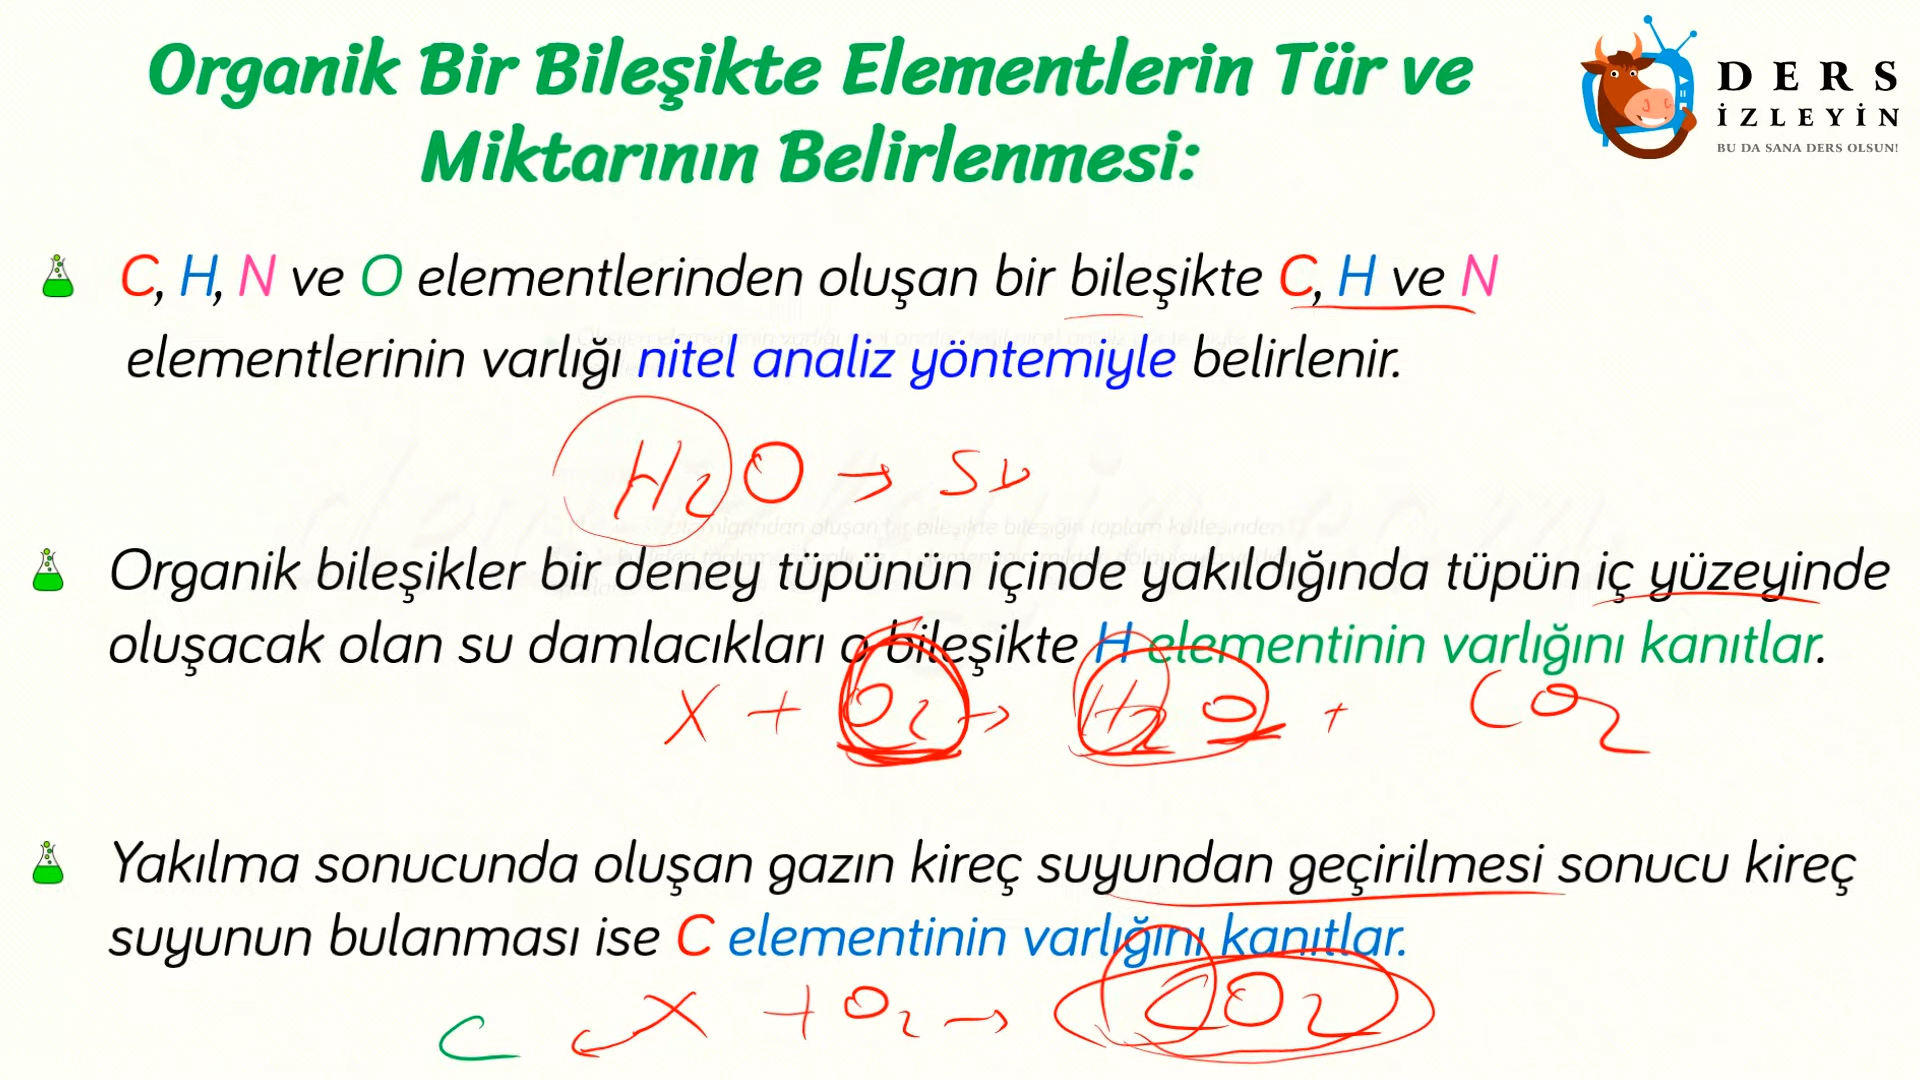 Organik Bir Bileşikte Elementlerin Tür ve
Miktarının Belirlenmesi:
DERS
İZLEYİN
BU DA SANA DERS OLSUN!
C, H, N ve O elementlerinden oluşan bir bileşikte C, H ve N
elementlerinin varlığı nitel analiz yöntemiyle belirlenir.
H2O → su
Organik bileşikler bir deney tüpünün içinde yakıldığında tüpün iç yüzeyinde
oluşacak olan su damlacıkları o bileşikte H elementinin varlığını kanıtlar.
X + O2 → H2O + CO2
Yakılma sonucunda oluşan gazın kireç suyundan geçirilmesi sonucu kireç
suyunun bulanması ise C elementinin varlığını kanıtlar.
C X + O2 → CO2